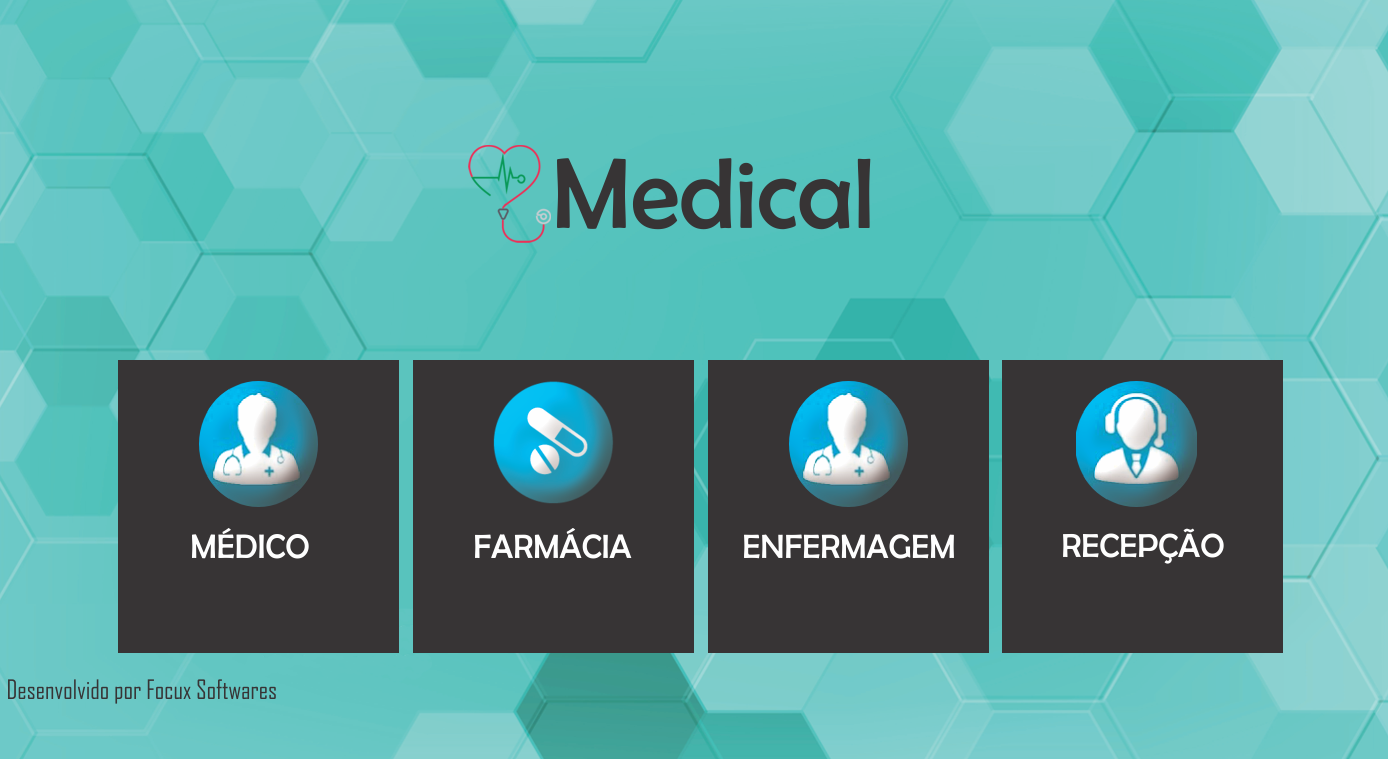 Medical
MÉDICO
FARMÁCIA
ENFERMAGEM
RECEPÇÃO
Desenvolvido por Focux Softwares